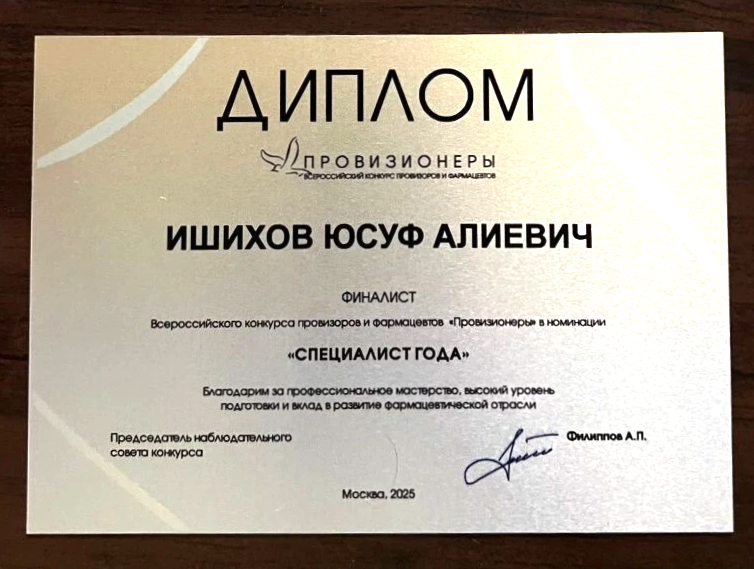 ДИПЛОМ
ПРОВИЗИОНЕРЫ
ВСЕРОССИЙСКИЙ КОНКУРС ПРОВИЗОРОВ И ФАРМАЦЕВТОВ
ИШИХОВ ЮСУФ АЛИЕВИЧ
ФИНАЛИСТ
Всероссийского конкурса провизоров и фармацевтов «Провизионеры» в номинации
«СПЕЦИАЛИСТ ГОДА»
Благодарим за профессиональное мастерство, высокий уровень
подготовки и вклад в развитие фармацевтической отрасли
Председатель наблюдательного
совета конкурса
Филиппов А.П.
Москва, 2025